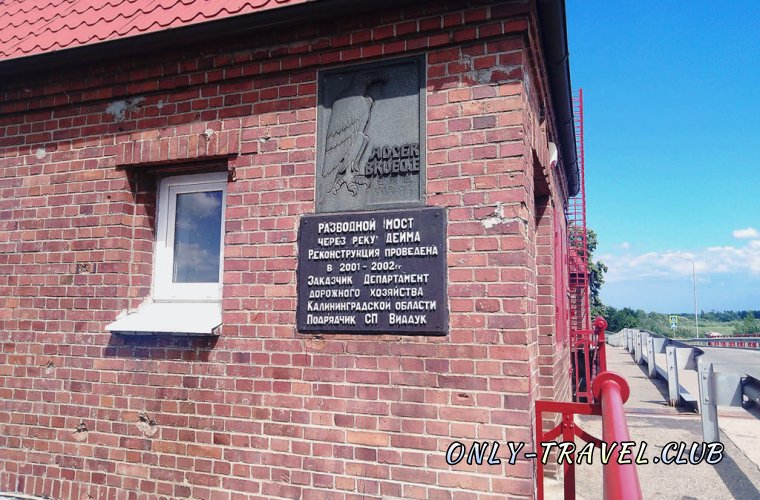 ADLER
BRUECKE
РАЗВОДНОЙ МОСТ
ЧЕРЕЗ РЕКУ ДЕЙМА
РЕКОНСТРУКЦИЯ ПРОВЕДЕНА
В 2001-2002гг
ЗАКАЗЧИК ДЕПАРТАМЕНТ
ДОРОЖНОГО ХОЗЯЙСТВА
КАЛИНИНГРАДСКОЙ ОБЛАСТИ
ПОДРЯДЧИК СП ВИАДУК
ONLY-TRAVEL.CLUB